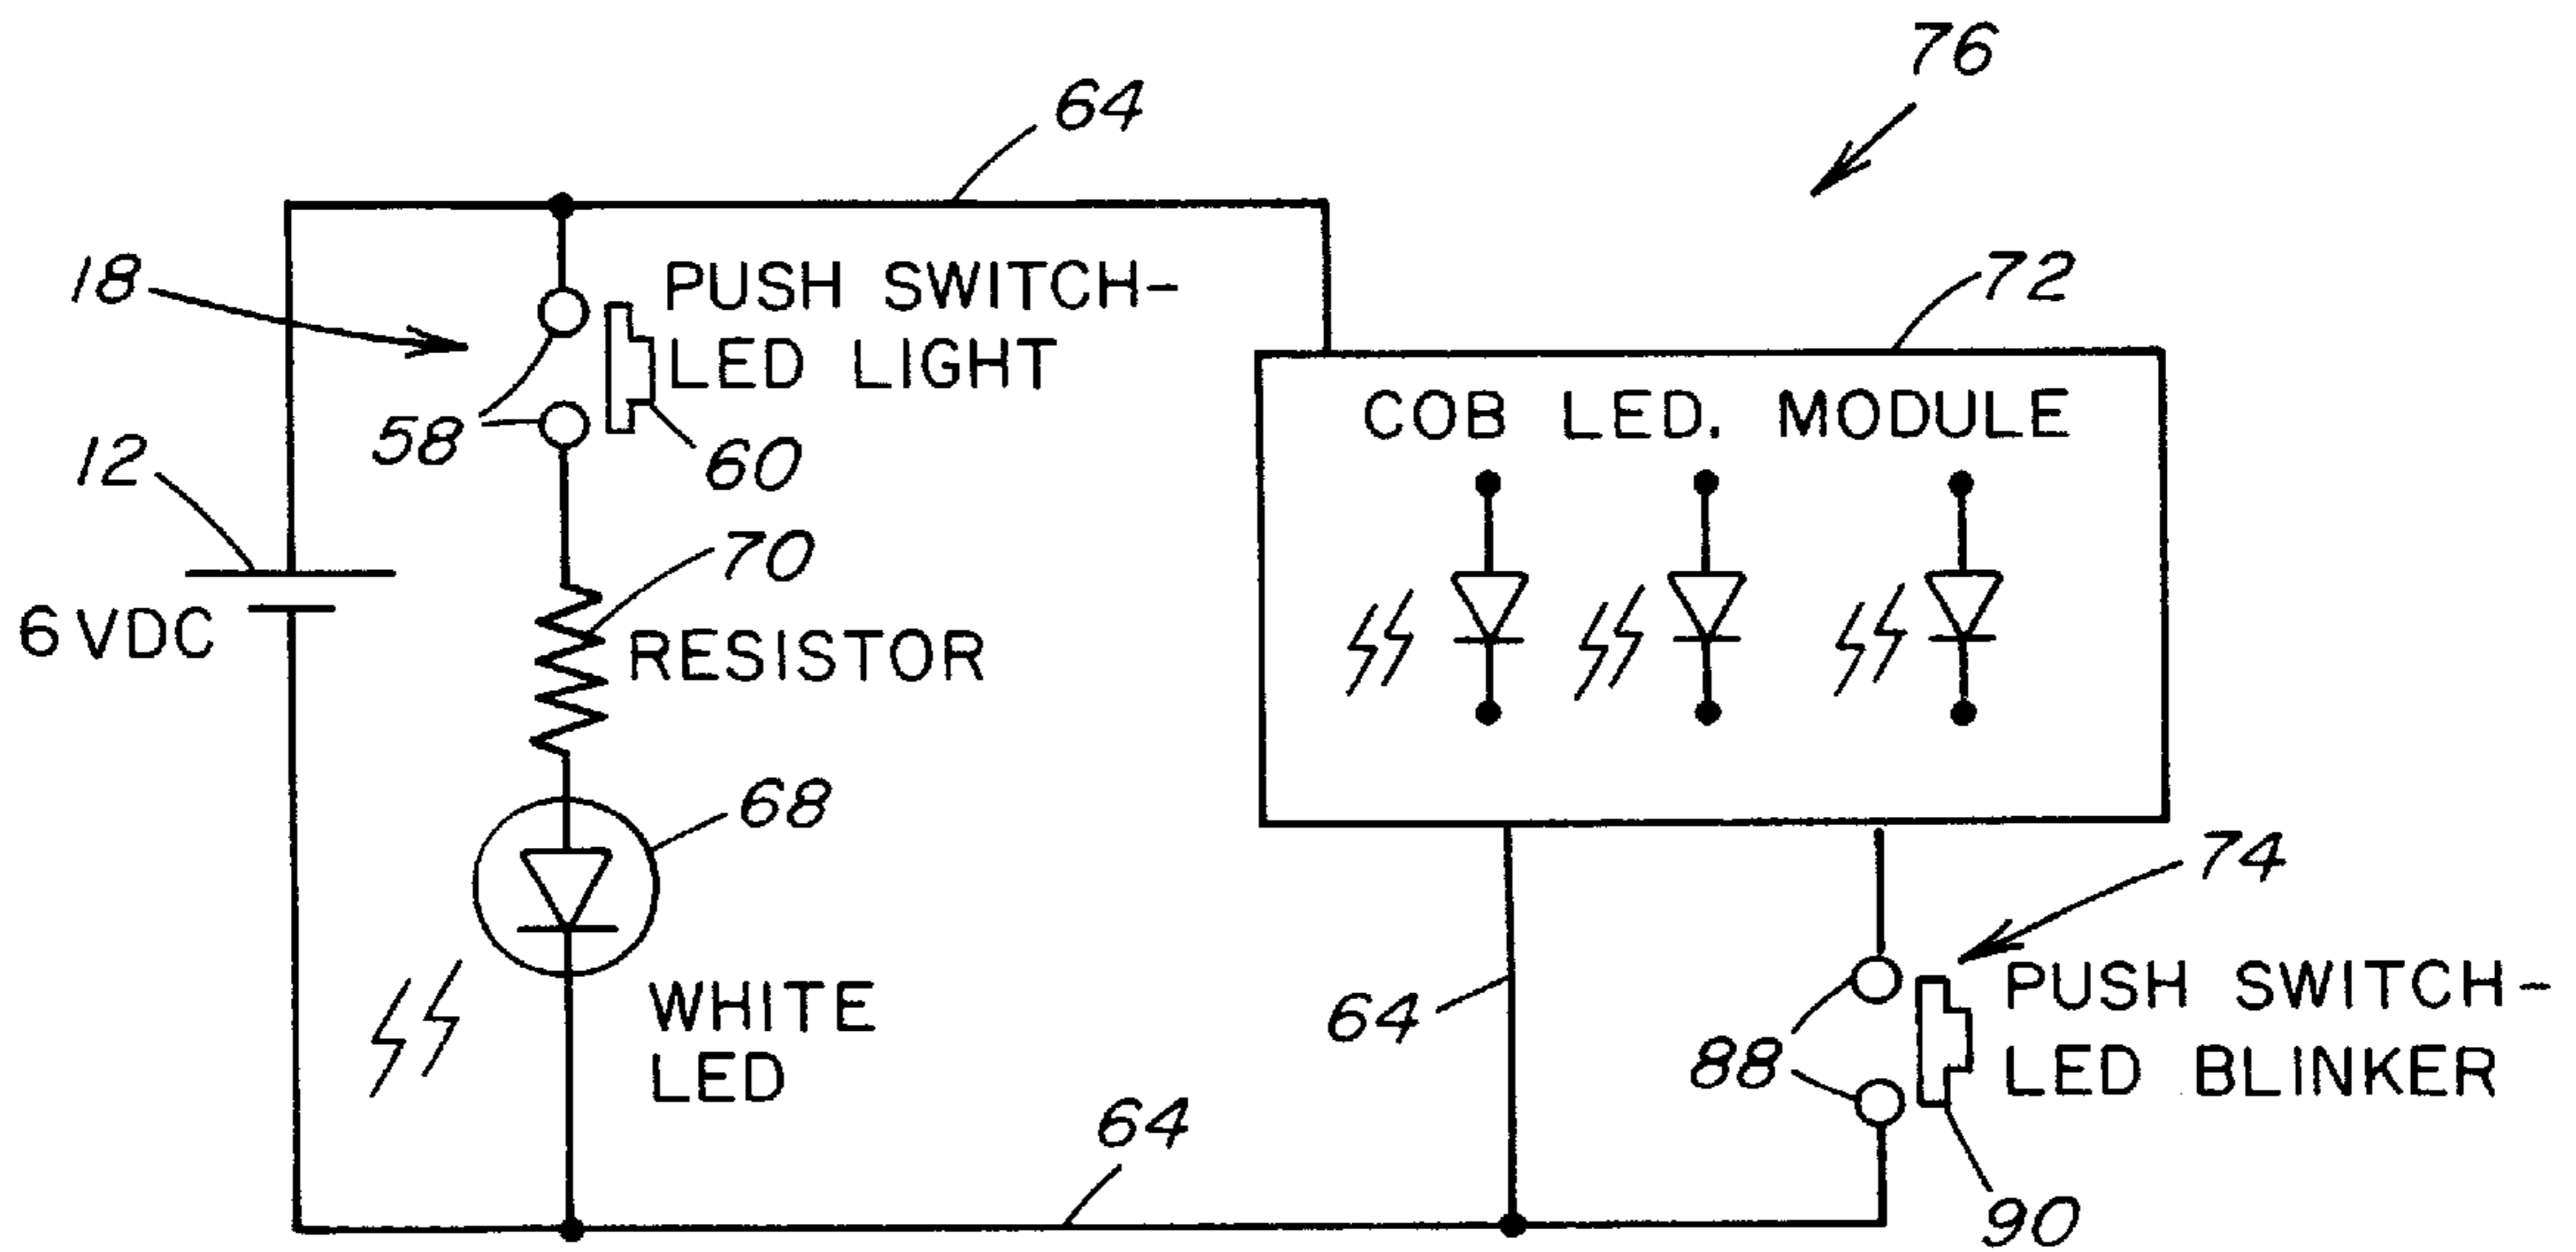 76
64
18
PUSH SWITCH-
LED LIGHT
72
58
60
12
COB LED. MODULE
70
6 VDC
RESISTOR
68
74
WHITE
LED
64
88
PUSH SWITCH-
LED BLINKER
64
90